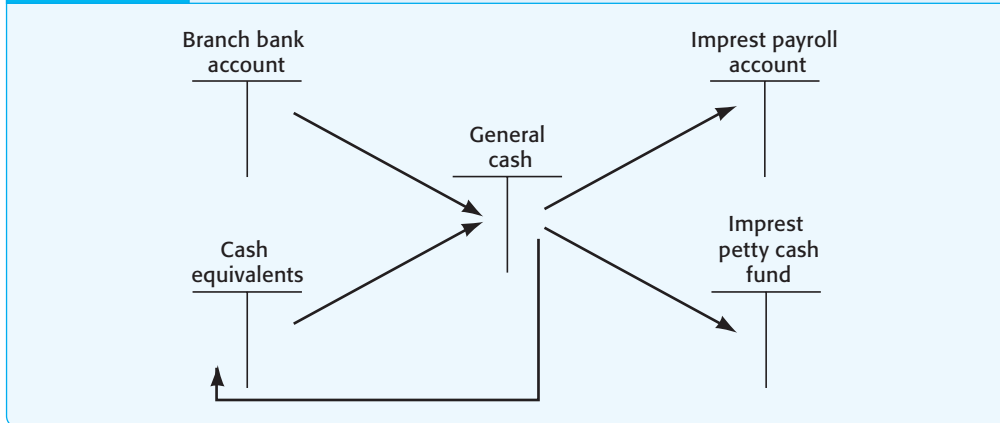 Branch bank
account
Imprest payroll
account
General
cash
Cash
equivalents
Imprest
petty cash
fund